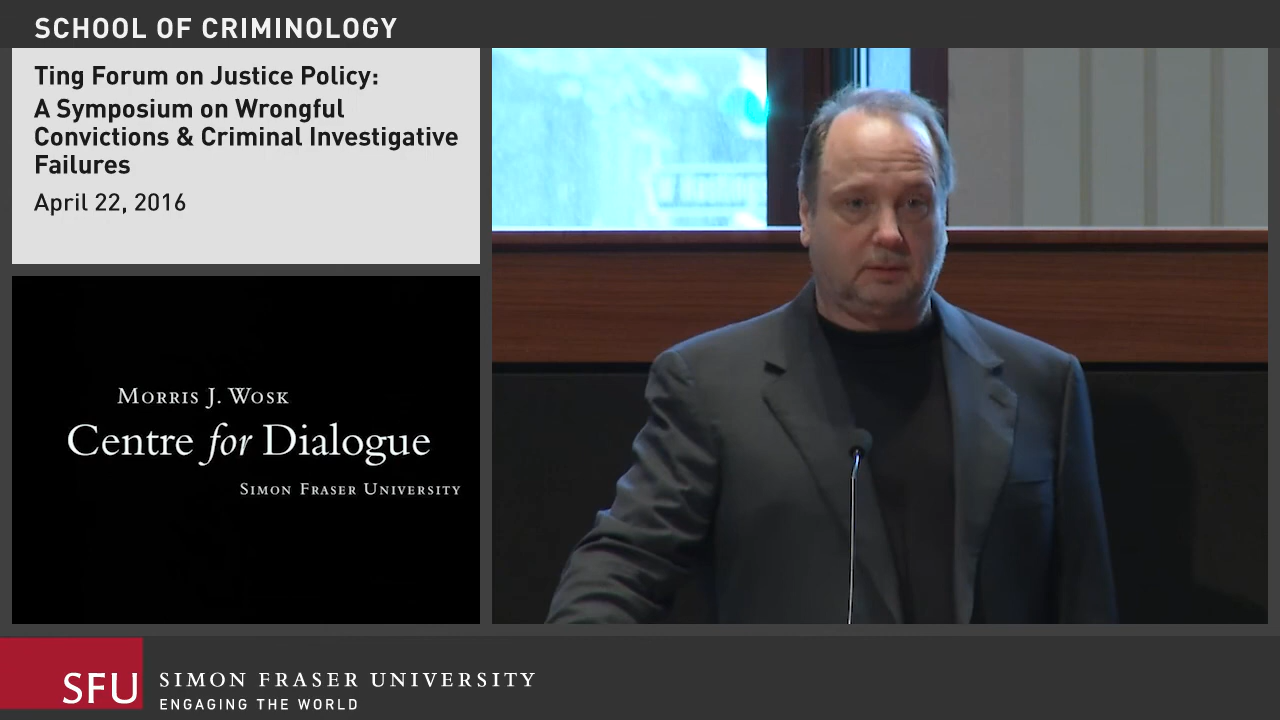 SCHOOL OF CRIMINOLOGY
Ting Forum on Justice Policy:
A Symposium on Wrongful
Convictions & Criminal Investigative
Failures
April 22, 2016
MORRIS J. WOSK
Centre for Dialogue
SIMON FRASER UNIVERSITY
SFU
SIMON FRASER UNIVERSITY
ENGAGING THE WORLD